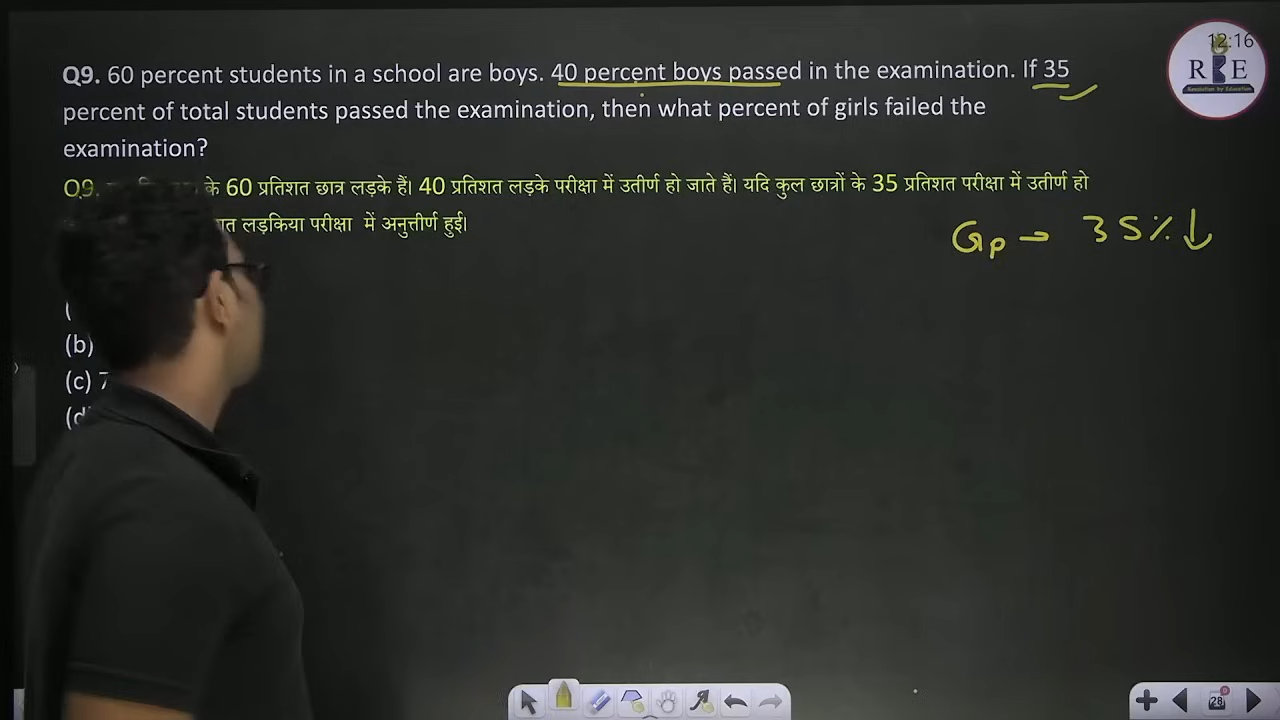 12:16
R E
Resolution by Education
Q9. 60 percent students in a school are boys. 40 percent boys passed in the examination. If 35
percent of total students passed the examination, then what percent of girls failed the
examination?
Q9. के 60 प्रतिशत छात्र लड़के हैं। 40 प्रतिशत लड़के परीक्षा में उतीर्ण हो जाते हैं। यदि कुल छात्रों के 35 प्रतिशत परीक्षा में उतीर्ण हो
लड़किया परीक्षा में अनुत्तीर्ण हुई।
Gp → 35% ↓
(b)
(c) 7
(d)
28